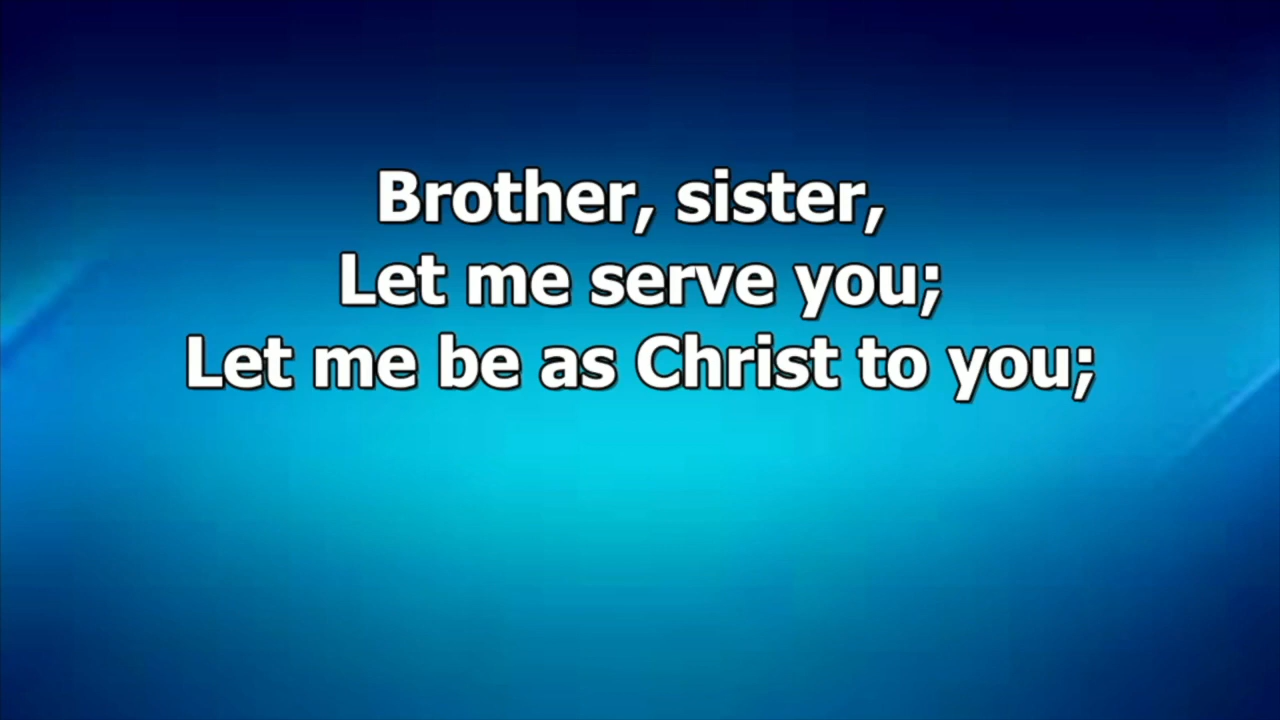 Brother, sister,
Let me serve you;
Let me be as Christ to you;